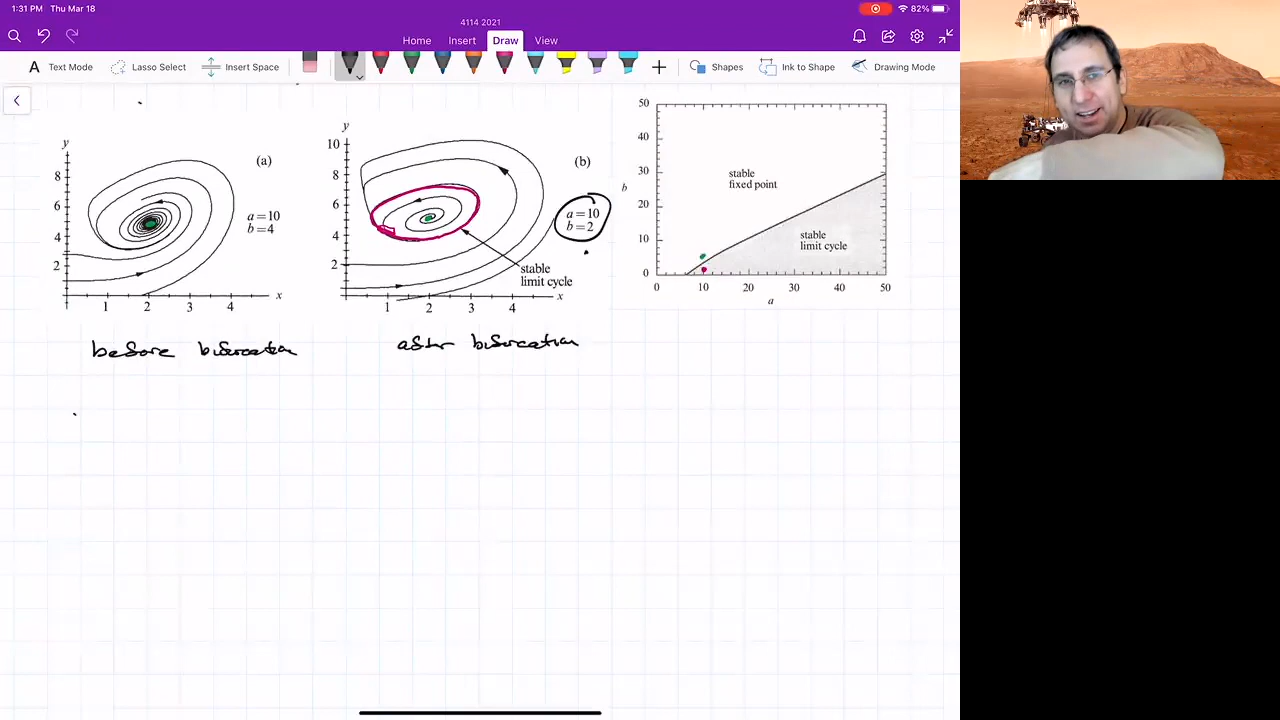 1:31 PM Thu Mar 18
82%
4114 2021
Home Insert Draw View
A Text Mode Lasso Select Insert Space Shapes Ink to Shape Drawing Mode
y
8
6
4
2
1 2 3 4 x
(a)
a = 10
b = 4
before bifurcation
y
10
8
6
4
2
1 2 3 4 x
(b)
a = 10
b = 2
stable
limit cycle
after bifurcation
50
40
30
b
20
10
0
0 10 20 30 40 50
a
stable
fixed point
stable
limit cycle